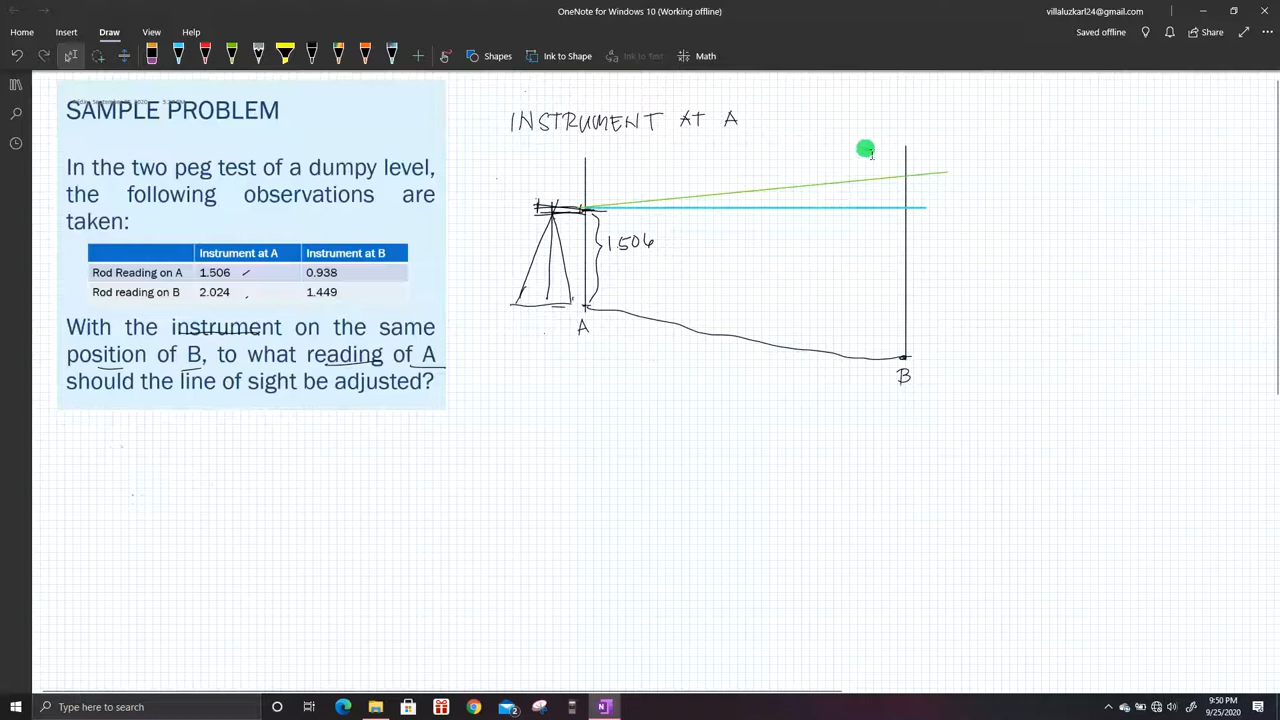 OneNote for Windows 10 (Working offline)
villaluzkarl24@gmail.com
Home Insert Draw View Help
Saved offline
Share
Shapes
Ink to Shape
Ink to Text
Math
SAMPLE PROBLEM
In the two peg test of a dumpy level,
the following observations are
taken:
Instrument at A Instrument at B
Rod Reading on A 1.506 0.938
Rod reading on B 2.024 1.449
With the instrument on the same
position of B, to what reading of A
should the line of sight be adjusted?
INSTRUMENT AT A
1.506
A
B
Type here to search
2
9:50 PM
9/25/2020